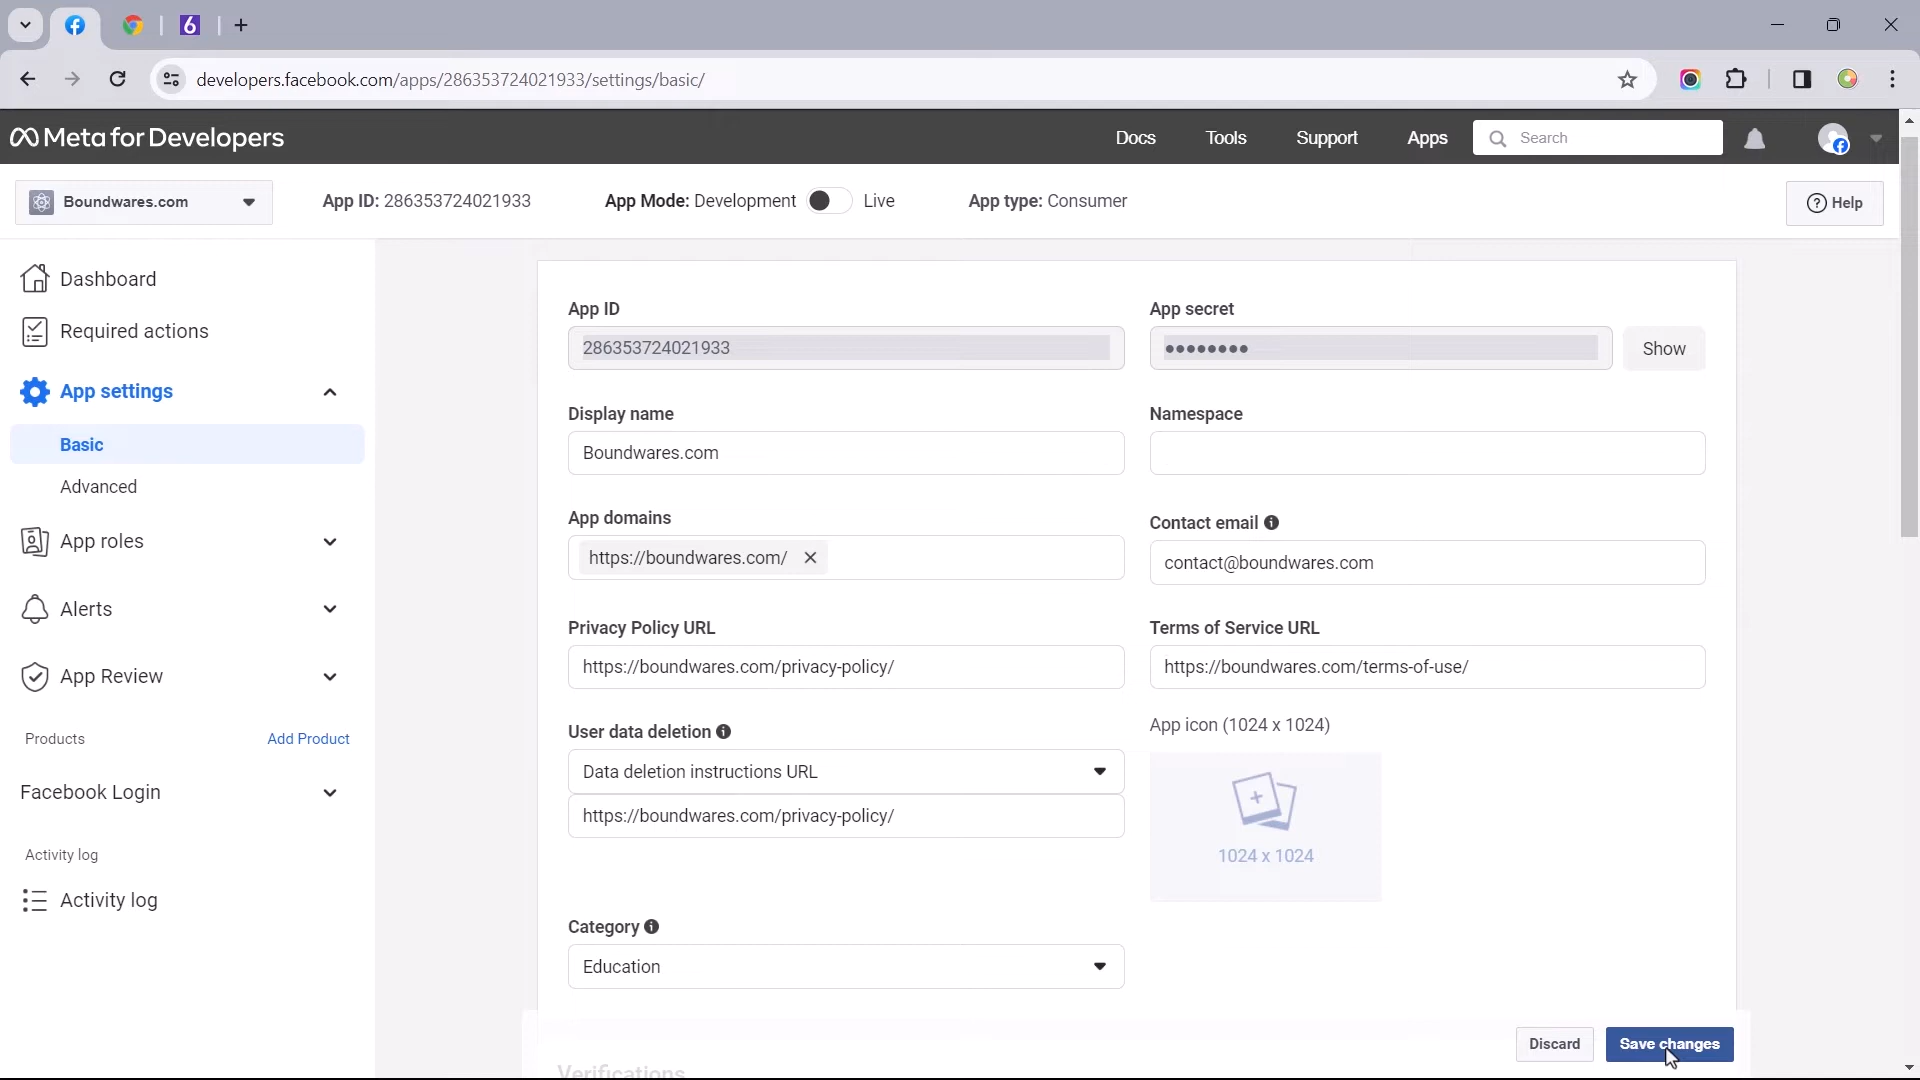 developers.facebook.com/apps/286353724021933/settings/basic/
Meta for Developers
Docs
Tools
Support
Apps
Search
Boundwares.com
App ID: 286353724021933
App Mode: Development
Live
App type: Consumer
Help
Dashboard
Required actions
App settings
Basic
Advanced
App roles
Alerts
App Review
Products
Add Product
Facebook Login
Activity log
Activity log
App ID
286353724021933
App secret
••••••••
Show
Display name
Boundwares.com
Namespace
App domains
https://boundwares.com/
Contact email
contact@boundwares.com
Privacy Policy URL
https://boundwares.com/privacy-policy/
Terms of Service URL
https://boundwares.com/terms-of-use/
User data deletion
Data deletion instructions URL
https://boundwares.com/privacy-policy/
App icon (1024 x 1024)
1024 x 1024
Category
Education
Discard
Save changes
Verifications